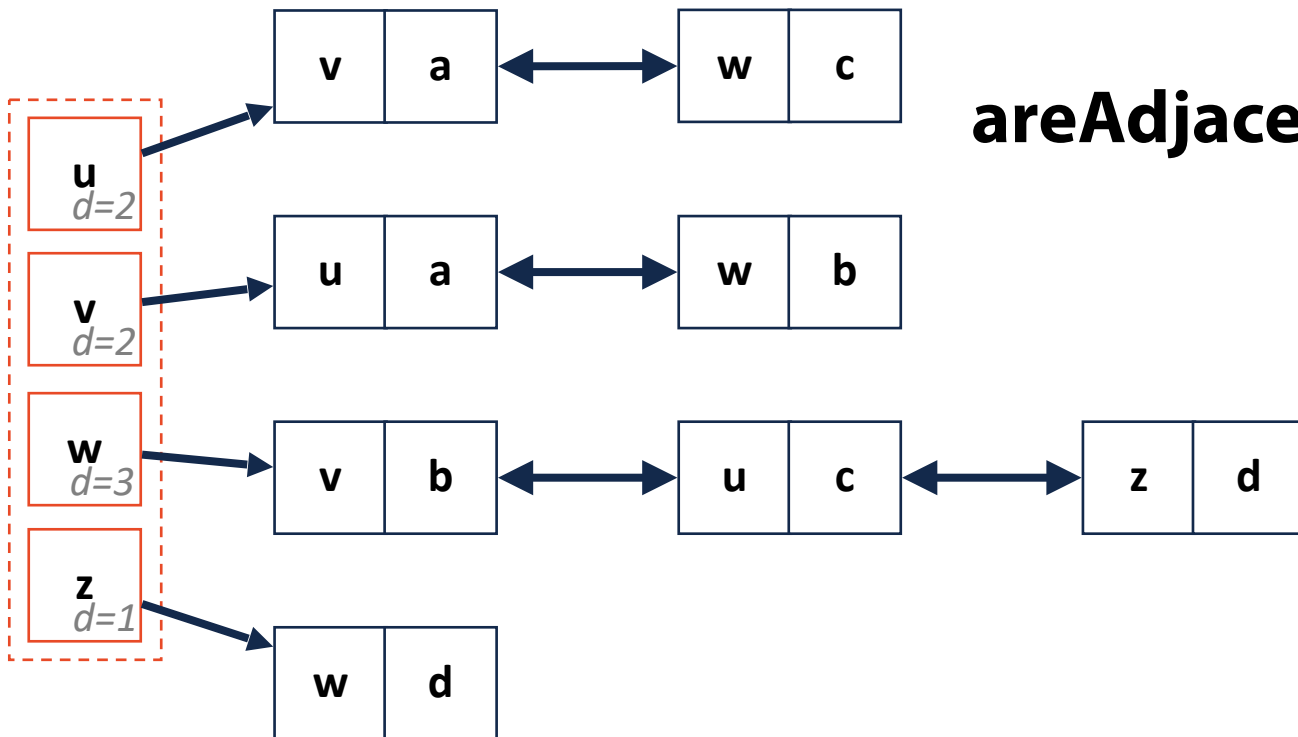 v a w c
areAdjace
u
d=2
u a w b
v
d=2
w
d=3
v b u c z d
z
d=1
w d